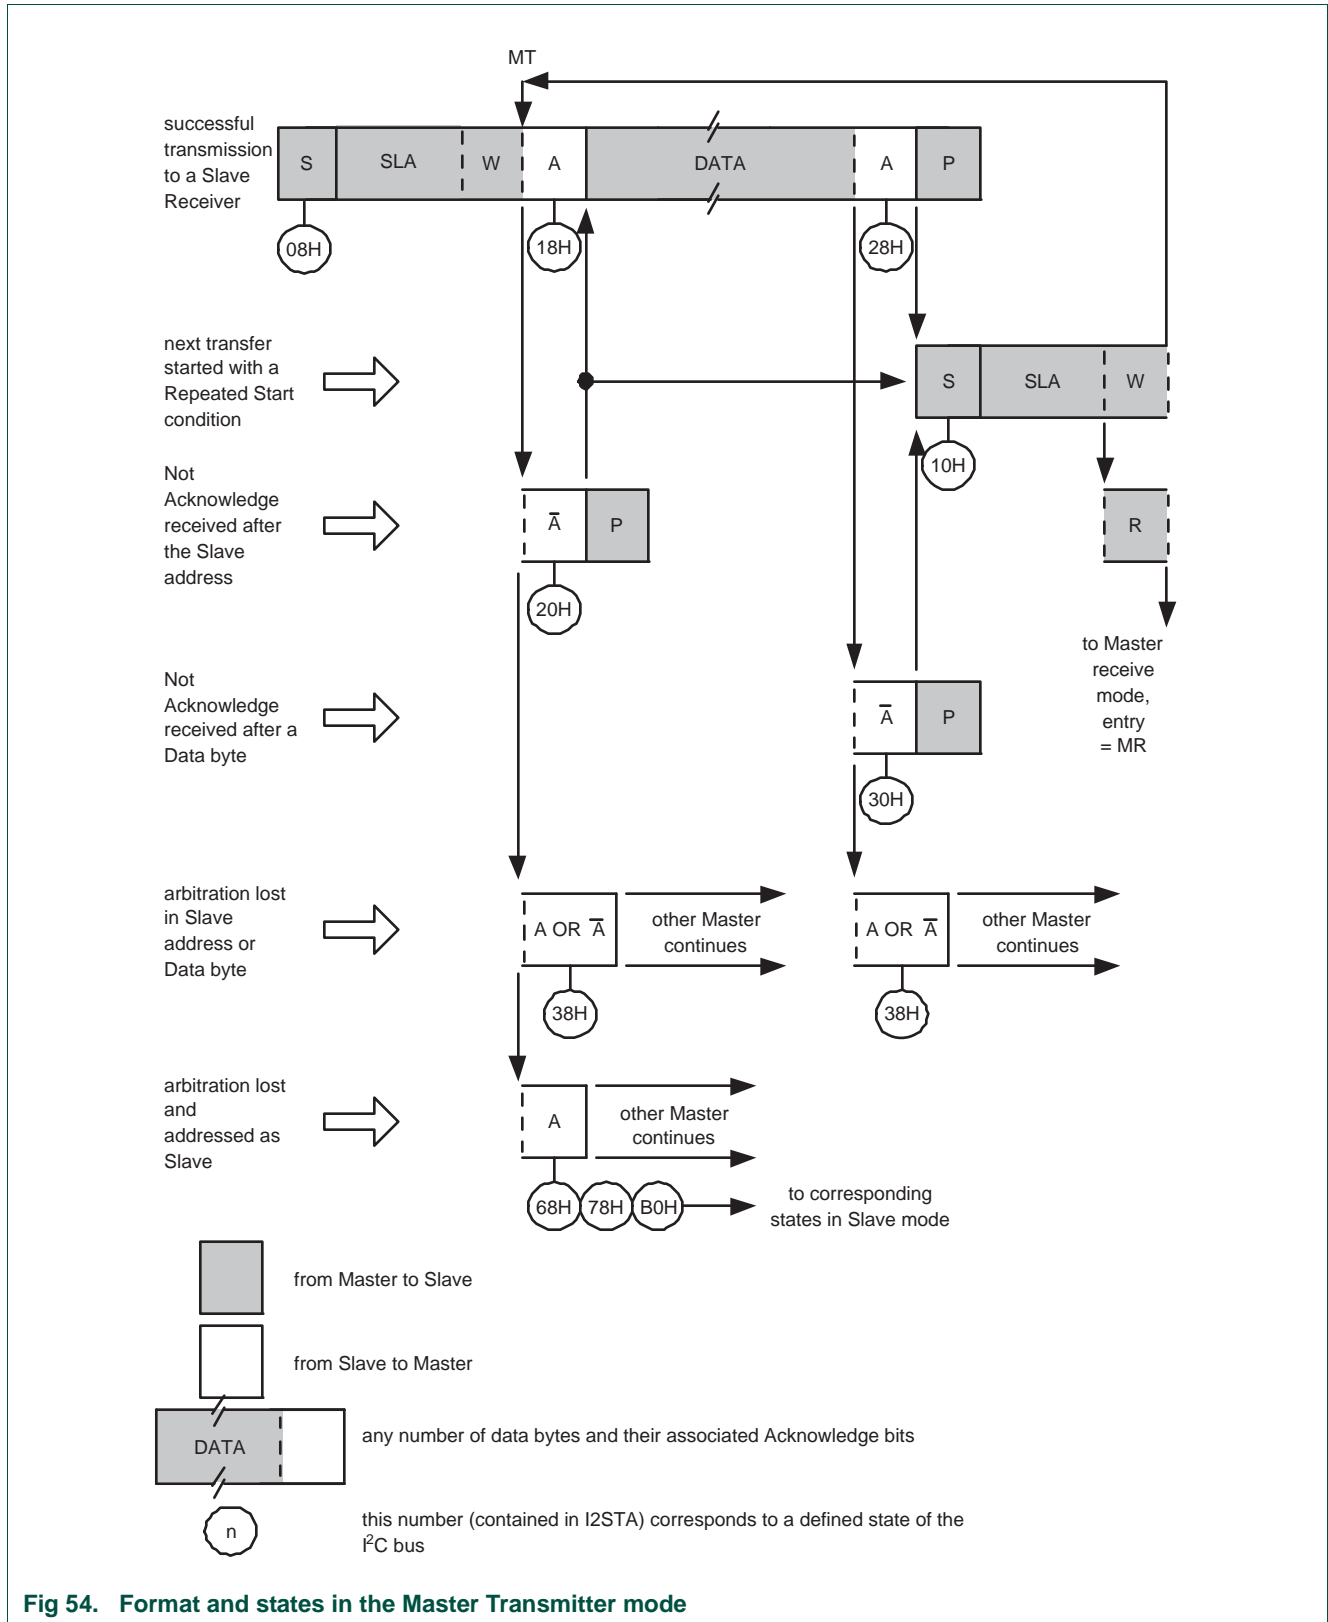 MT
successful
transmission
to a Slave
Receiver
S
SLA
W
A
DATA
A
P
08H
18H
28H
next transfer
started with a
Repeated Start
condition
S
SLA
W
10H
Not
Acknowledge
received after
the Slave
address
A̅
P
R
20H
to Master
receive
mode,
entry
= MR
Not
Acknowledge
received after a
Data byte
A̅
P
30H
arbitration lost
in Slave
address or
Data byte
A OR A̅
other Master
continues
A OR A̅
other Master
continues
38H
38H
arbitration lost
and
addressed as
Slave
A
other Master
continues
68H
78H
B0H
to corresponding
states in Slave mode
from Master to Slave
from Slave to Master
DATA
any number of data bytes and their associated Acknowledge bits
n
this number (contained in I2STA) corresponds to a defined state of the
I²C bus
Fig 54. Format and states in the Master Transmitter mode